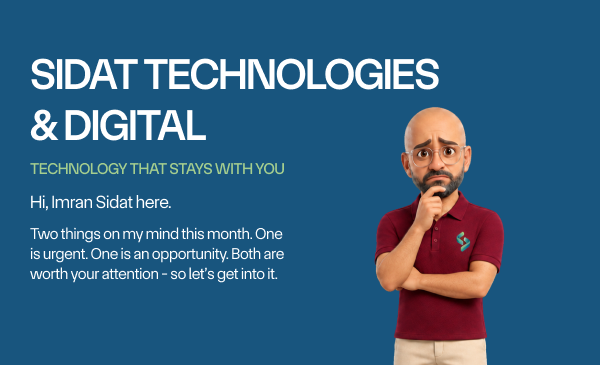 SIDAT TECHNOLOGIES
& DIGITAL
TECHNOLOGY THAT STAYS WITH YOU
Hi, Imran Sidat here.
Two things on my mind this month. One
is urgent. One is an opportunity. Both are
worth your attention - so let's get into it.